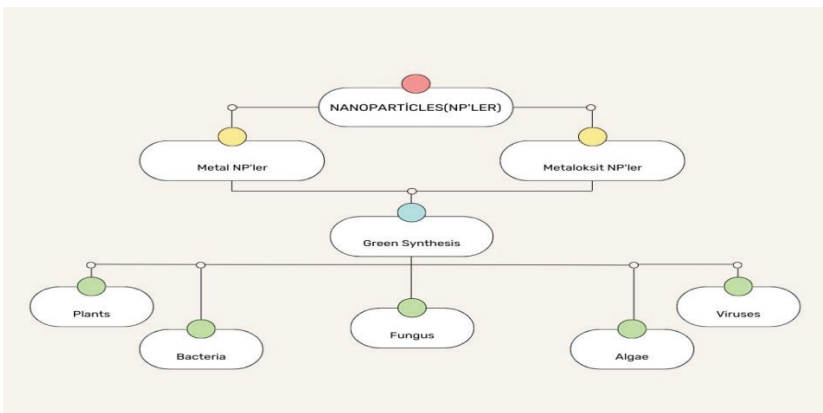 NANOPARTİCLES(NP'LER)
Metal NP'ler
Metaloksit NP'ler
Green Synthesis
Plants
Bacteria
Fungus
Algae
Viruses